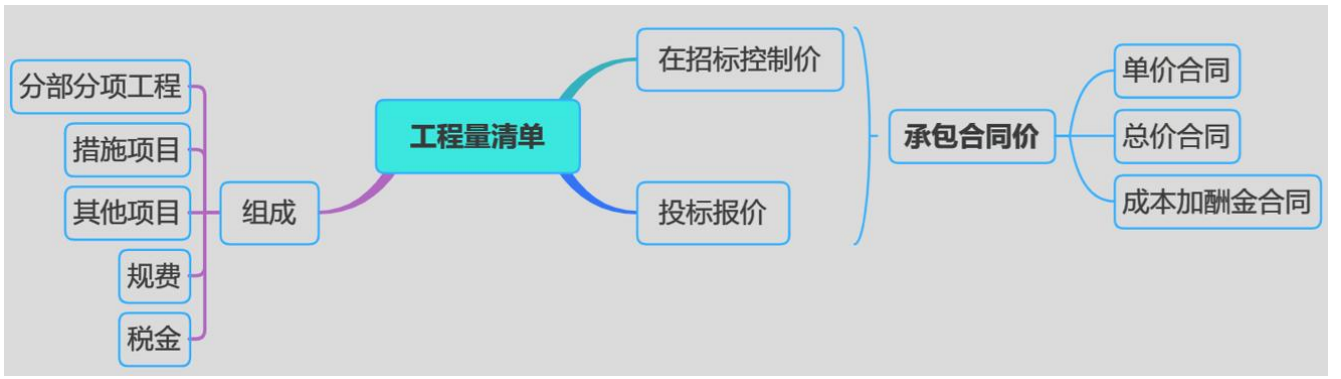 分部分项工程
措施项目
其他项目
规费
税金
组成
工程量清单
在招标控制价
投标报价
承包合同价
单价合同
总价合同
成本加酬金合同